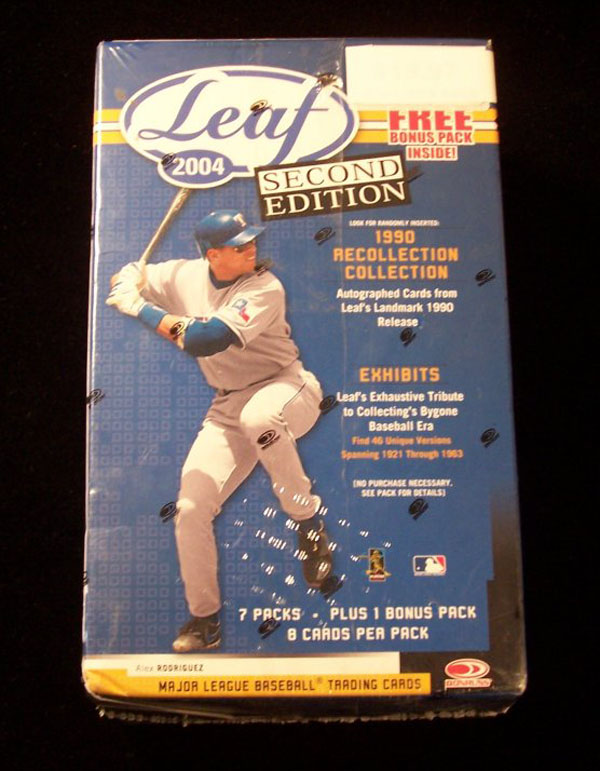 Leaf
2004
SECOND
EDITION
FREE
BONUS PACK
INSIDE!
LOOK FOR RANDOMLY INSERTED:
1990
RECOLLECTION
COLLECTION
Autographed Cards from
Leaf's Landmark 1990
Release
EXHIBITS
Leaf's Exhaustive Tribute
to Collecting's Bygone
Baseball Era
Find 46 Unique Versions
Spanning 1921 Through 1963
(NO PURCHASE NECESSARY.
SEE PACK FOR DETAILS)
7 PACKS • PLUS 1 BONUS PACK
8 CARDS PER PACK
Alex RODRIGUEZ
MAJOR LEAGUE BASEBALL® TRADING CARDS
DONRUSS